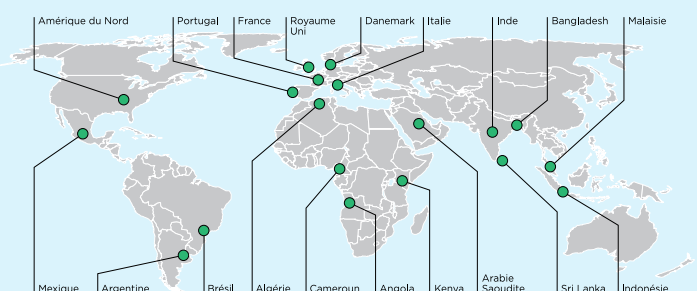 Amérique du Nord
Portugal
France
Royaume
Uni
Danemark
Italie
Inde
Bangladesh
Malaisie
Mexique
Argentine
Brésil
Algérie
Cameroun
Angola
Kenya
Arabie
Saoudite
Sri Lanka
Indonésie